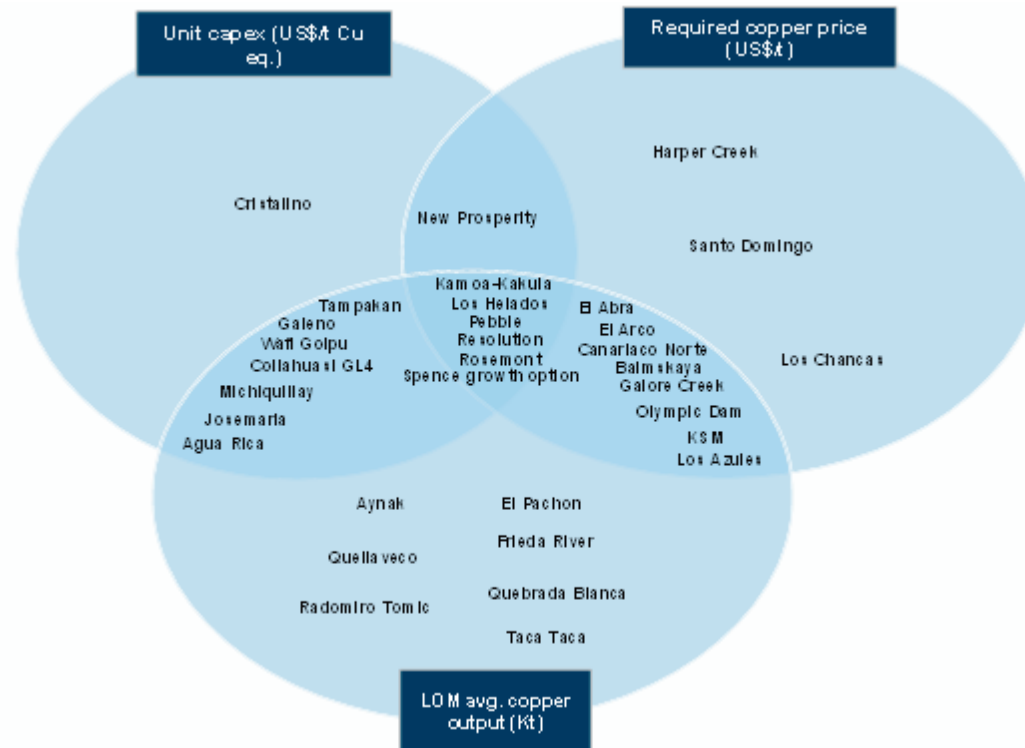 Unit capex (US$/t Cu
eq.)
Required copper price
(US$/t)
Harper Creek
Cristalino
New Prosperity
Santo Domingo
Kamoa-Kakula
Los Helados
Pebble
Resolution
Rosemont
Spence growth option
Tampakan
Galeno
Wafi Golpu
Collahuasi GL4
Michiquillay
Josemaria
Agua Rica
El Abra
El Arco
Canariaco Norte
Baimskaya
Galore Creek
Olympic Dam
KSM
Los Azules
Los Chancas
Aynak
El Pachon
Frieda River
Quellaveco
Quebrada Blanca
Radomiro Tomic
Taca Taca
LOM avg. copper
output (Kt)